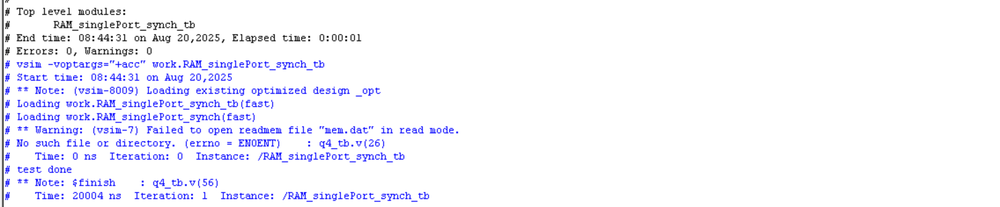 #
# Top level modules:
#       RAM_singlePort_synch_tb
# End time: 08:44:31 on Aug 20,2025, Elapsed time: 0:00:01
# Errors: 0, Warnings: 0
# vsim -voptargs="+acc" work.RAM_singlePort_synch_tb
# Start time: 08:44:31 on Aug 20,2025
# ** Note: (vsim-8009) Loading existing optimized design _opt
# Loading work.RAM_singlePort_synch_tb(fast)
# Loading work.RAM_singlePort_synch(fast)
# ** Warning: (vsim-7) Failed to open readmem file "mem.dat" in read mode.
# No such file or directory. (errno = ENOENT)    : q4_tb.v(26)
#    Time: 0 ns  Iteration: 0  Instance: /RAM_singlePort_synch_tb
# test done
# ** Note: $finish    : q4_tb.v(56)
#    Time: 20004 ns  Iteration: 1  Instance: /RAM_singlePort_synch_tb